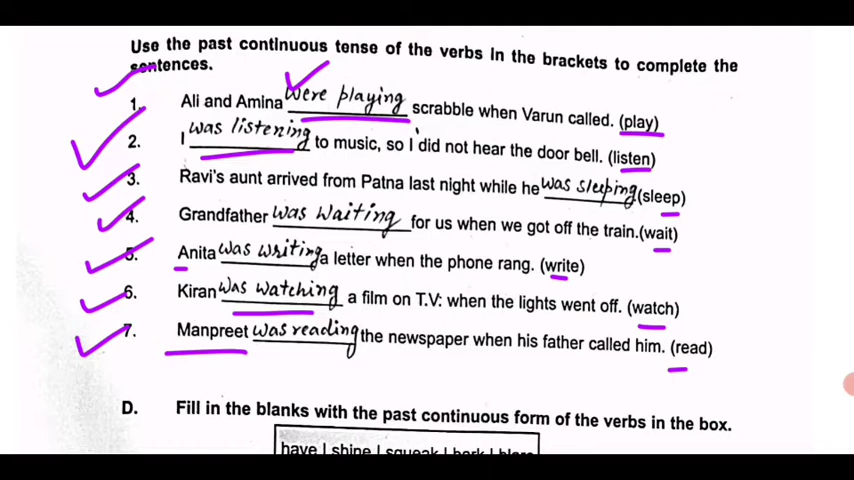 Use the past continuous tense of the verbs in the brackets to complete the
sentences.
1. Ali and Amina were playing scrabble when Varun called. (play)
2. I was listening to music, so I did not hear the door bell. (listen)
3. Ravi's aunt arrived from Patna last night while he was sleeping (sleep)
4. Grandfather was waiting for us when we got off the train.(wait)
5. Anita was writing a letter when the phone rang. (write)
6. Kiran was watching a film on T.V: when the lights went off. (watch)
7. Manpreet was reading the newspaper when his father called him. (read)
D. Fill in the blanks with the past continuous form of the verbs in the box.
have I shine I squeak I bark I